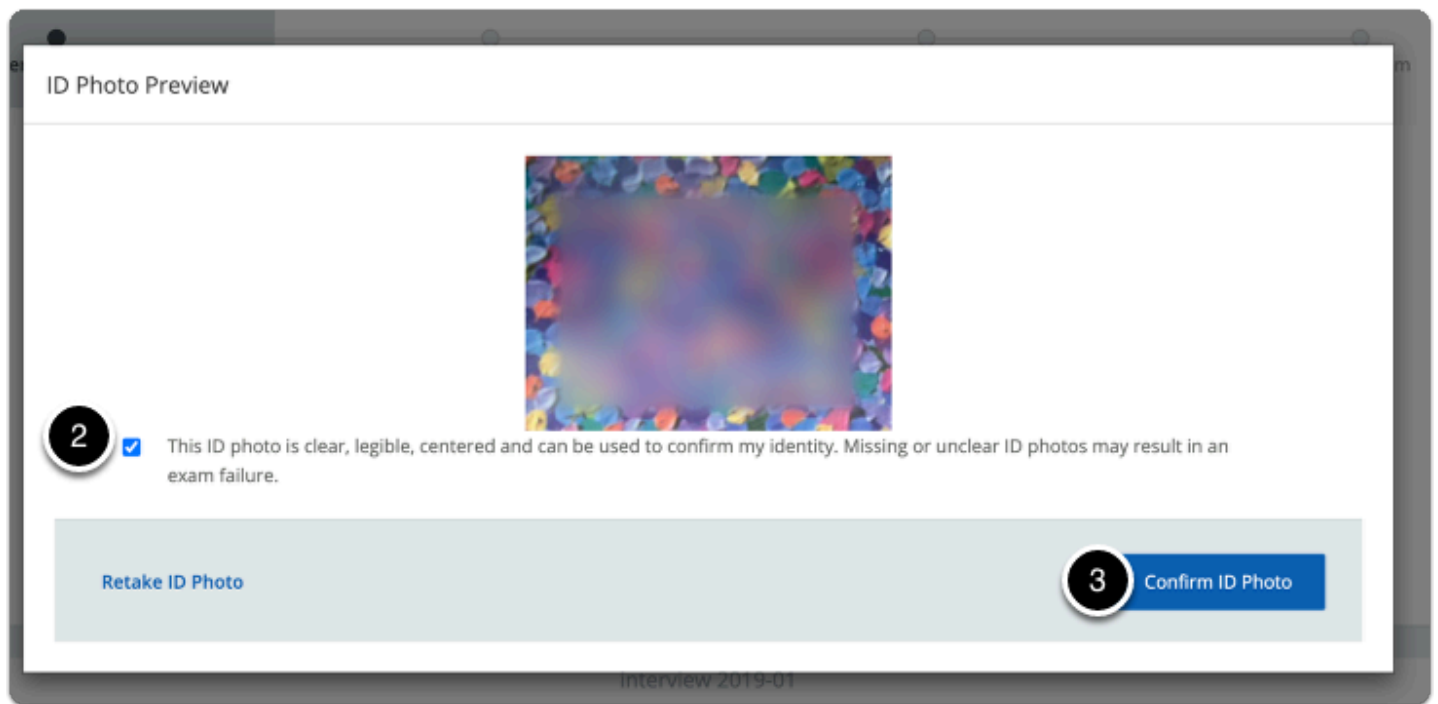 er
m
ID Photo Preview
2
This ID photo is clear, legible, centered and can be used to confirm my identity. Missing or unclear ID photos may result in an
exam failure.
Retake ID Photo
3
Confirm ID Photo
Interview 2019-01